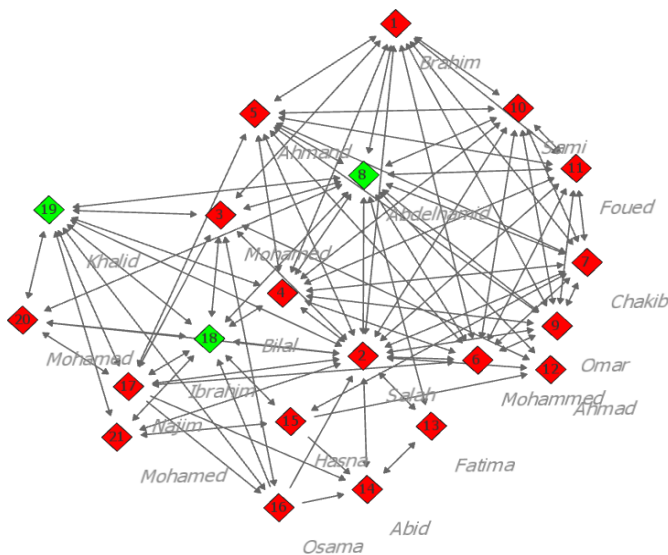 1
Brahim
10
5
Sami
Ahmand
8
11
Foued
19
3
Abdelhamid
Khalid
Mohamed
7
4
Chakib
20
18
Bilal
2
6
9
12
Omar
Mohamed
17
Ibrahim
Salah
Mohammed
Ahmad
21
Najim
15
13
Mohamed
Hasna
Fatima
16
14
Osama
Abid